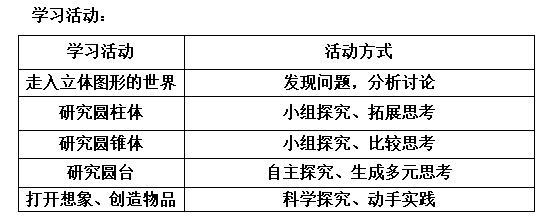 学习活动：
学习活动 活动方式
走入立体图形的世界 发现问题，分析讨论
研究圆柱体 小组探究、拓展思考
研究圆锥体 小组探究、比较思考
研究圆台 自主探究、生成多元思考
打开想象、创造物品 科学探究、动手实践